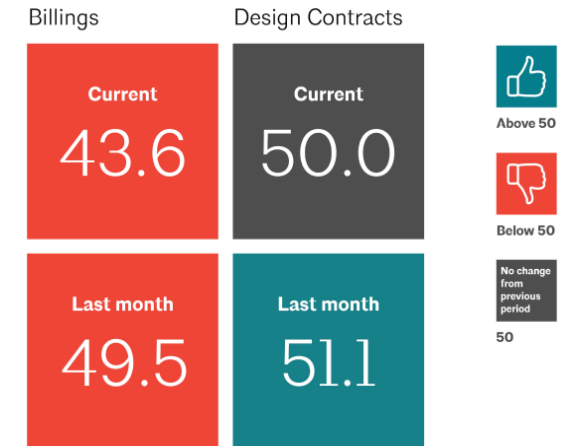 Billings
Design Contracts
Current
43.6
Current
50.0
Last month
49.5
Last month
51.1
Above 50
Below 50
No change
from
previous
period
50